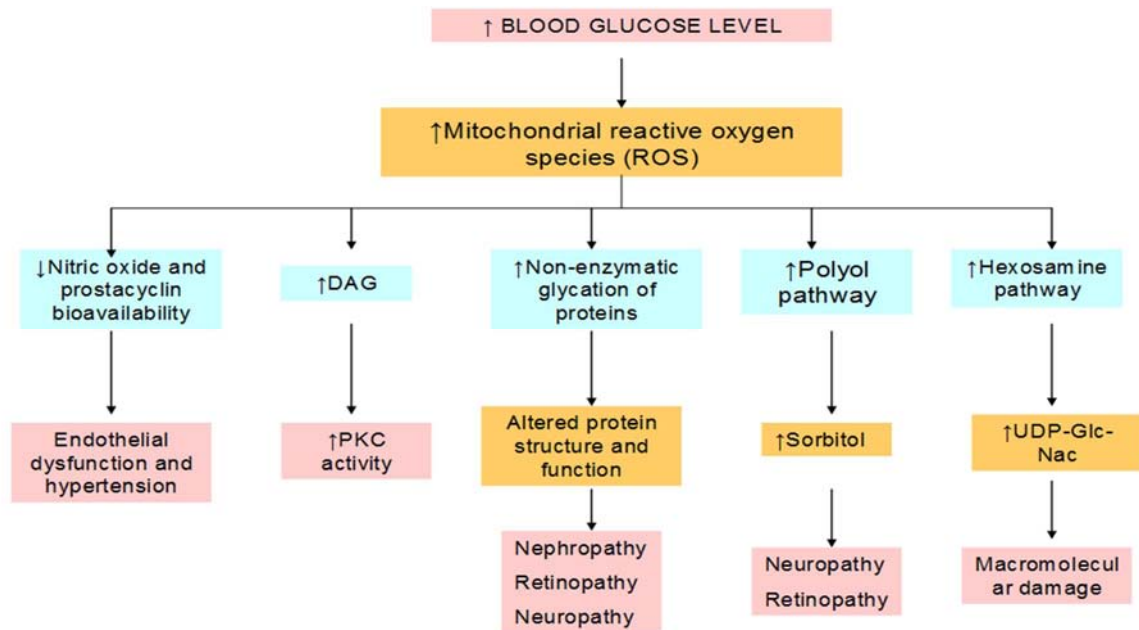 ↑ BLOOD GLUCOSE LEVEL
↑Mitochondrial reactive oxygen
species (ROS)
↓Nitric oxide and
prostacyclin
bioavailability
↑DAG
↑Non-enzymatic
glycation of
proteins
↑Polyol
pathway
↑Hexosamine
pathway
Endothelial
dysfunction and
hypertension
↑PKC
activity
Altered protein
structure and
function
↑Sorbitol
↑UDP-Glc-
Nac
Nephropathy
Retinopathy
Neuropathy
Neuropathy
Retinopathy
Macromolecul
ar damage